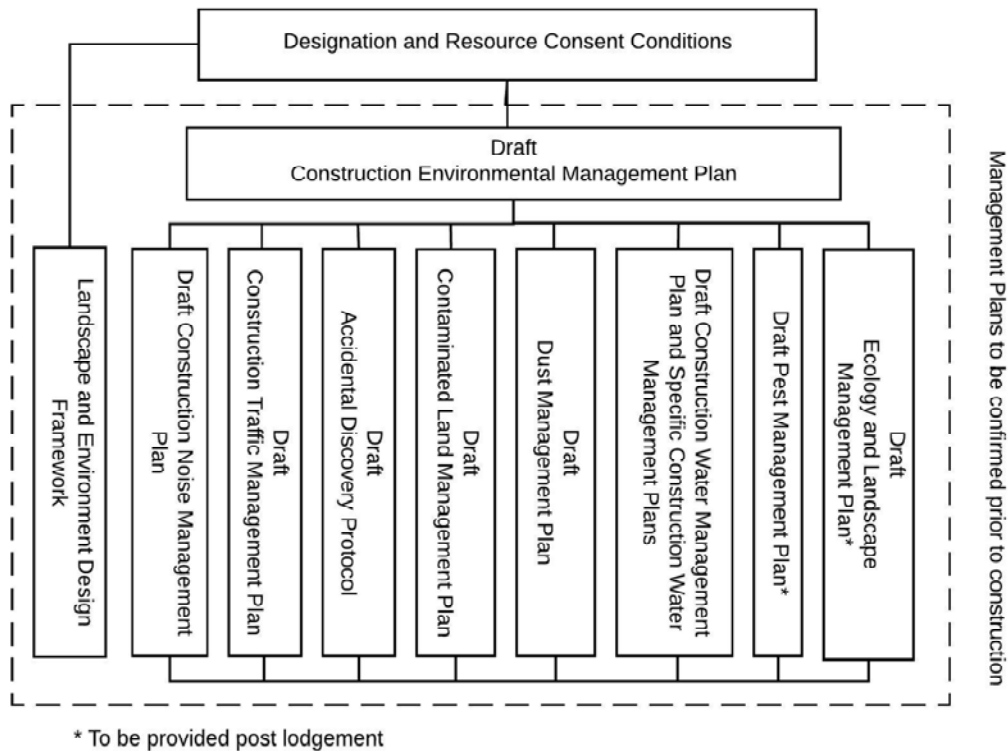 Designation and Resource Consent Conditions
Draft
Construction Environmental Management Plan
Landscape and Environment Design
Framework
Draft Construction Noise Management
Plan
Draft
Construction Traffic Management Plan
Draft
Accidental Discovery Protocol
Draft
Contaminated Land Management Plan
Draft
Dust Management Plan
Draft Construction Water Management
Plan and Specific Construction Water
Management Plans
Draft Pest Management Plan*
Draft
Ecology and Landscape
Management Plan*
Management Plans to be confirmed prior to construction
* To be provided post lodgement